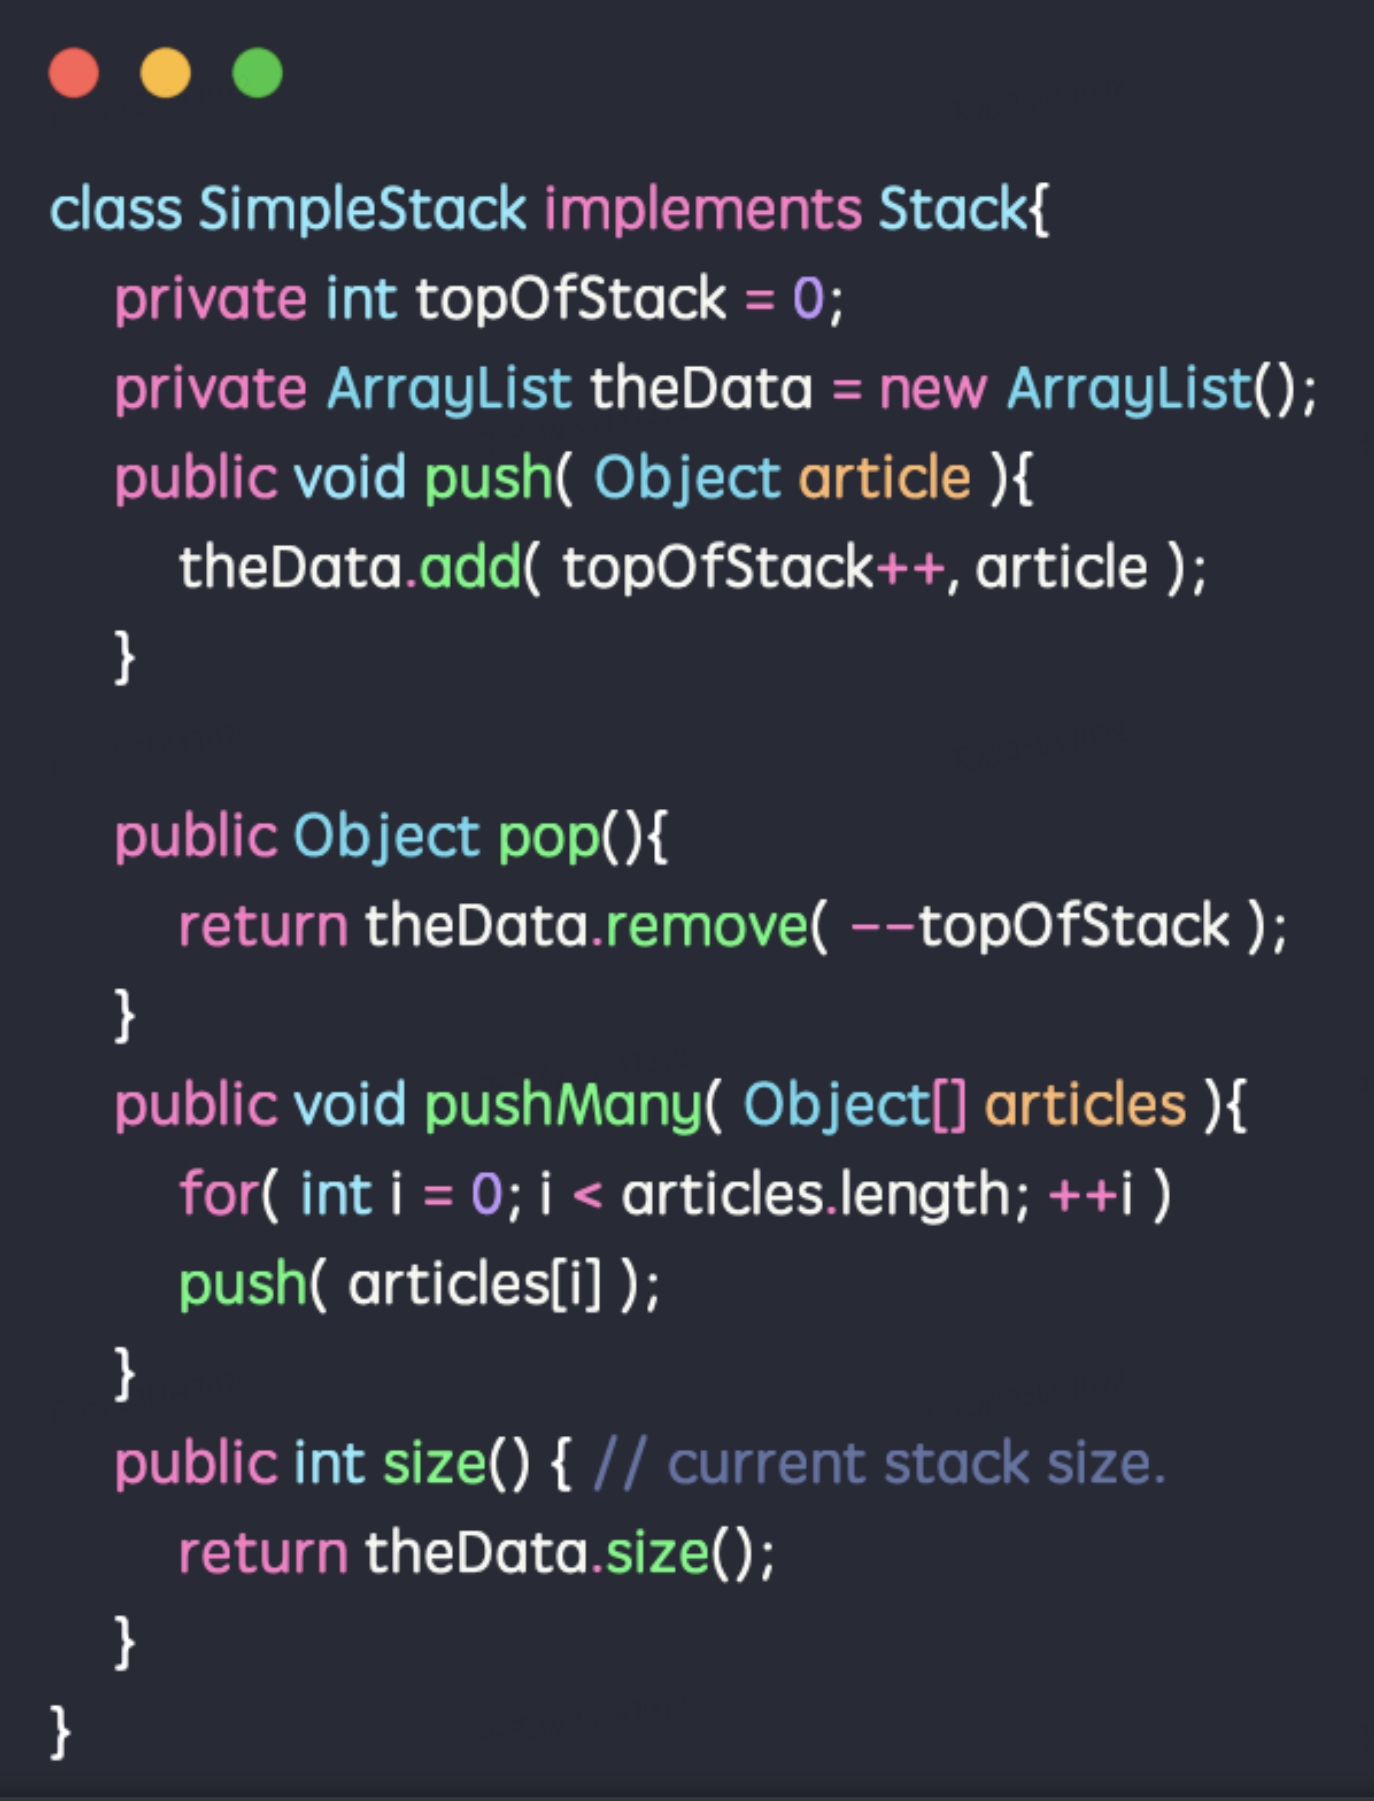 class SimpleStack implements Stack{
private int topOfStack = 0;
private ArrayList theData = new ArrayList();
public void push( Object article ){
theData.add( topOfStack++, article );
}
public Object pop(){
return theData.remove( --topOfStack );
}
public void pushMany( Object[] articles ){
for( int i = 0; i < articles.length; ++i )
push( articles[i] );
}
public int size() { // current stack size.
return theData.size();
}
}